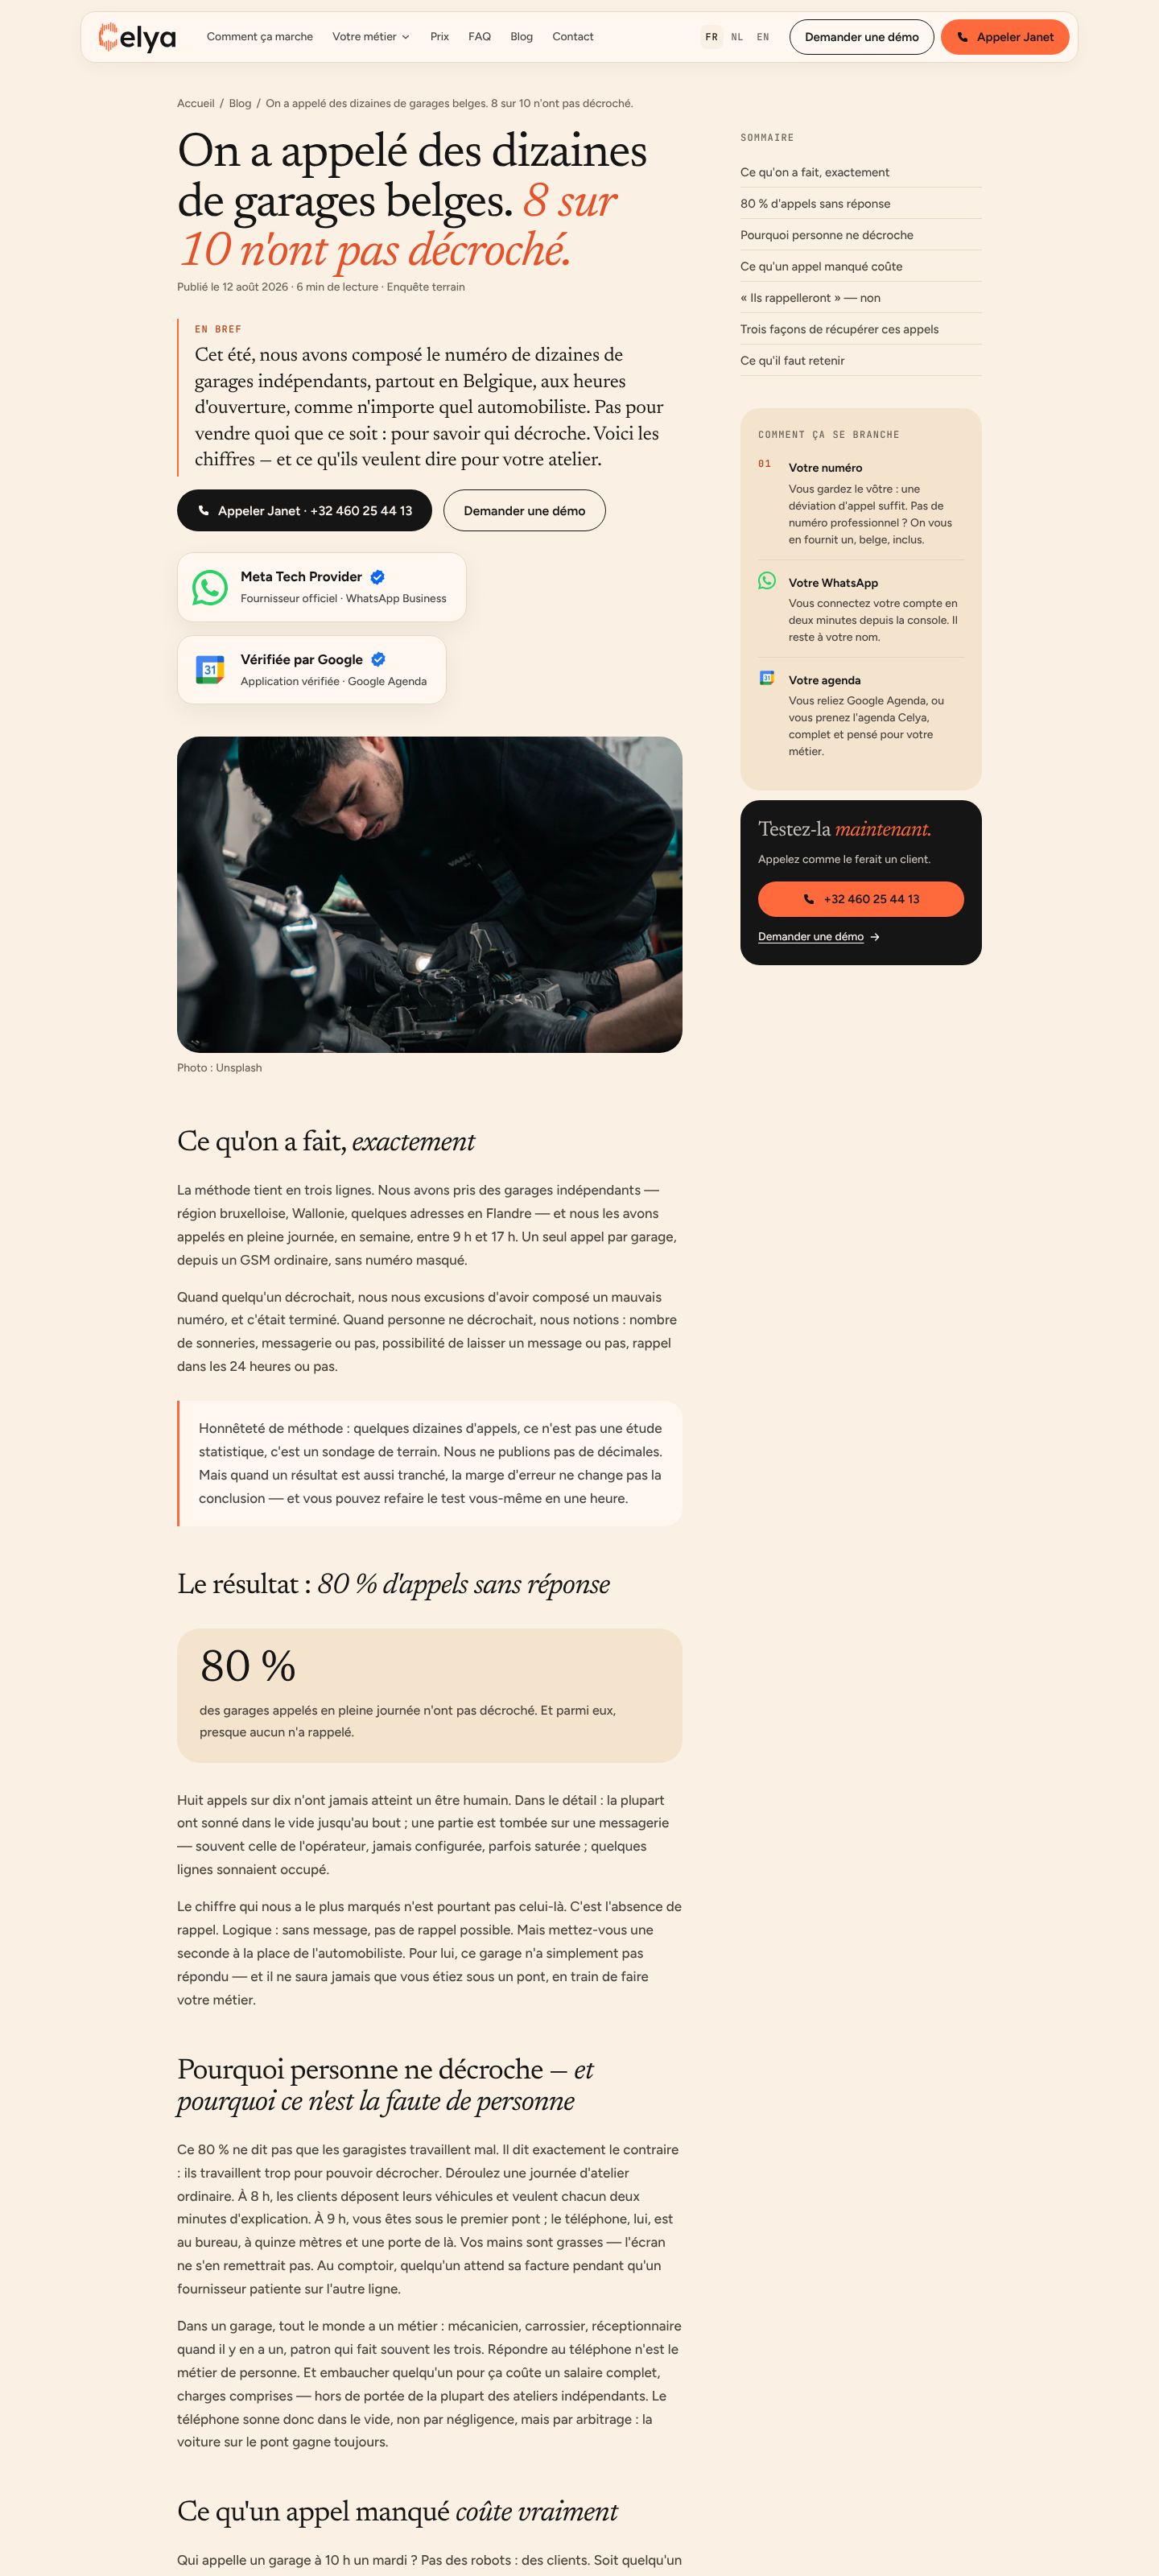 Celya
Comment ça marche
Votre métier
Prix
FAQ
Blog
Contact
FR
NL
EN
Demander une démo
Appeler Janet
Accueil / Blog / On a appelé des dizaines de garages belges. 8 sur 10 n'ont pas décroché.
On a appelé des dizaines
de garages belges. 8 sur
10 n'ont pas décroché.
Publié le 12 août 2026 · 6 min de lecture · Enquête terrain
EN BREF
Cet été, nous avons composé le numéro de dizaines de
garages indépendants, partout en Belgique, aux heures
d'ouverture, comme n'importe quel automobiliste. Pas pour
vendre quoi que ce soit : pour savoir qui décroche. Voici les
chiffres — et ce qu'ils veulent dire pour votre atelier.
Appeler Janet · +32 460 25 44 13
Demander une démo
Meta Tech Provider
Fournisseur officiel · WhatsApp Business
31
Vérifiée par Google
Application vérifiée · Google Agenda
Photo : Unsplash
SOMMAIRE
Ce qu'on a fait, exactement
80 % d'appels sans réponse
Pourquoi personne ne décroche
Ce qu'un appel manqué coûte
« Ils rappelleront » — non
Trois façons de récupérer ces appels
Ce qu'il faut retenir
COMMENT ÇA SE BRANCHE
01
Votre numéro
Vous gardez le vôtre : une
déviation d'appel suffit. Pas de
numéro professionnel ? On vous
en fournit un, belge, inclus.
Votre WhatsApp
Vous connectez votre compte en
deux minutes depuis la console. Il
reste à votre nom.
31
Votre agenda
Vous reliez Google Agenda, ou
vous prenez l'agenda Celya,
complet et pensé pour votre
métier.
Testez-la maintenant.
Appelez comme le ferait un client.
+32 460 25 44 13
Demander une démo →
Ce qu'on a fait, exactement
La méthode tient en trois lignes. Nous avons pris des garages indépendants —
région bruxelloise, Wallonie, quelques adresses en Flandre — et nous les avons
appelés en pleine journée, en semaine, entre 9 h et 17 h. Un seul appel par garage,
depuis un GSM ordinaire, sans numéro masqué.
Quand quelqu'un décrochait, nous nous excusions d'avoir composé un mauvais
numéro, et c'était terminé. Quand personne ne décrochait, nous notions : nombre
de sonneries, messagerie ou pas, possibilité de laisser un message ou pas, rappel
dans les 24 heures ou pas.
Honnêteté de méthode : quelques dizaines d'appels, ce n'est pas une étude
statistique, c'est un sondage de terrain. Nous ne publions pas de décimales.
Mais quand un résultat est aussi tranché, la marge d'erreur ne change pas la
conclusion — et vous pouvez refaire le test vous-même en une heure.
Le résultat : 80 % d'appels sans réponse
80 %
des garages appelés en pleine journée n'ont pas décroché. Et parmi eux,
presque aucun n'a rappelé.
Huit appels sur dix n'ont jamais atteint un être humain. Dans le détail : la plupart
ont sonné dans le vide jusqu'au bout ; une partie est tombée sur une messagerie
— souvent celle de l'opérateur, jamais configurée, parfois saturée ; quelques
lignes sonnaient occupé.
Le chiffre qui nous a le plus marqués n'est pourtant pas celui-là. C'est l'absence de
rappel. Logique : sans message, pas de rappel possible. Mais mettez-vous une
seconde à la place de l'automobiliste. Pour lui, ce garage n'a simplement pas
répondu — et il ne saura jamais que vous étiez sous un pont, en train de faire
votre métier.
Pourquoi personne ne décroche — et
pourquoi ce n'est la faute de personne
Ce 80 % ne dit pas que les garagistes travaillent mal. Il dit exactement le contraire
: ils travaillent trop pour pouvoir décrocher. Déroulez une journée d'atelier
ordinaire. À 8 h, les clients déposent leurs véhicules et veulent chacun deux
minutes d'explication. À 9 h, vous êtes sous le premier pont ; le téléphone, lui, est
au bureau, à quinze mètres et une porte de là. Vos mains sont grasses — l'écran
ne s'en remettrait pas. Au comptoir, quelqu'un attend sa facture pendant qu'un
fournisseur patiente sur l'autre ligne.
Dans un garage, tout le monde a un métier : mécanicien, carrossier, réceptionnaire
quand il y en a un, patron qui fait souvent les trois. Répondre au téléphone n'est le
métier de personne. Et embaucher quelqu'un pour ça coûte un salaire complet,
charges comprises — hors de portée de la plupart des ateliers indépendants. Le
téléphone sonne donc dans le vide, non par négligence, mais par arbitrage : la
voiture sur le pont gagne toujours.
Ce qu'un appel manqué coûte vraiment
Qui appelle un garage à 10 h un mardi ? Pas des robots : des clients. Soit quelqu'un